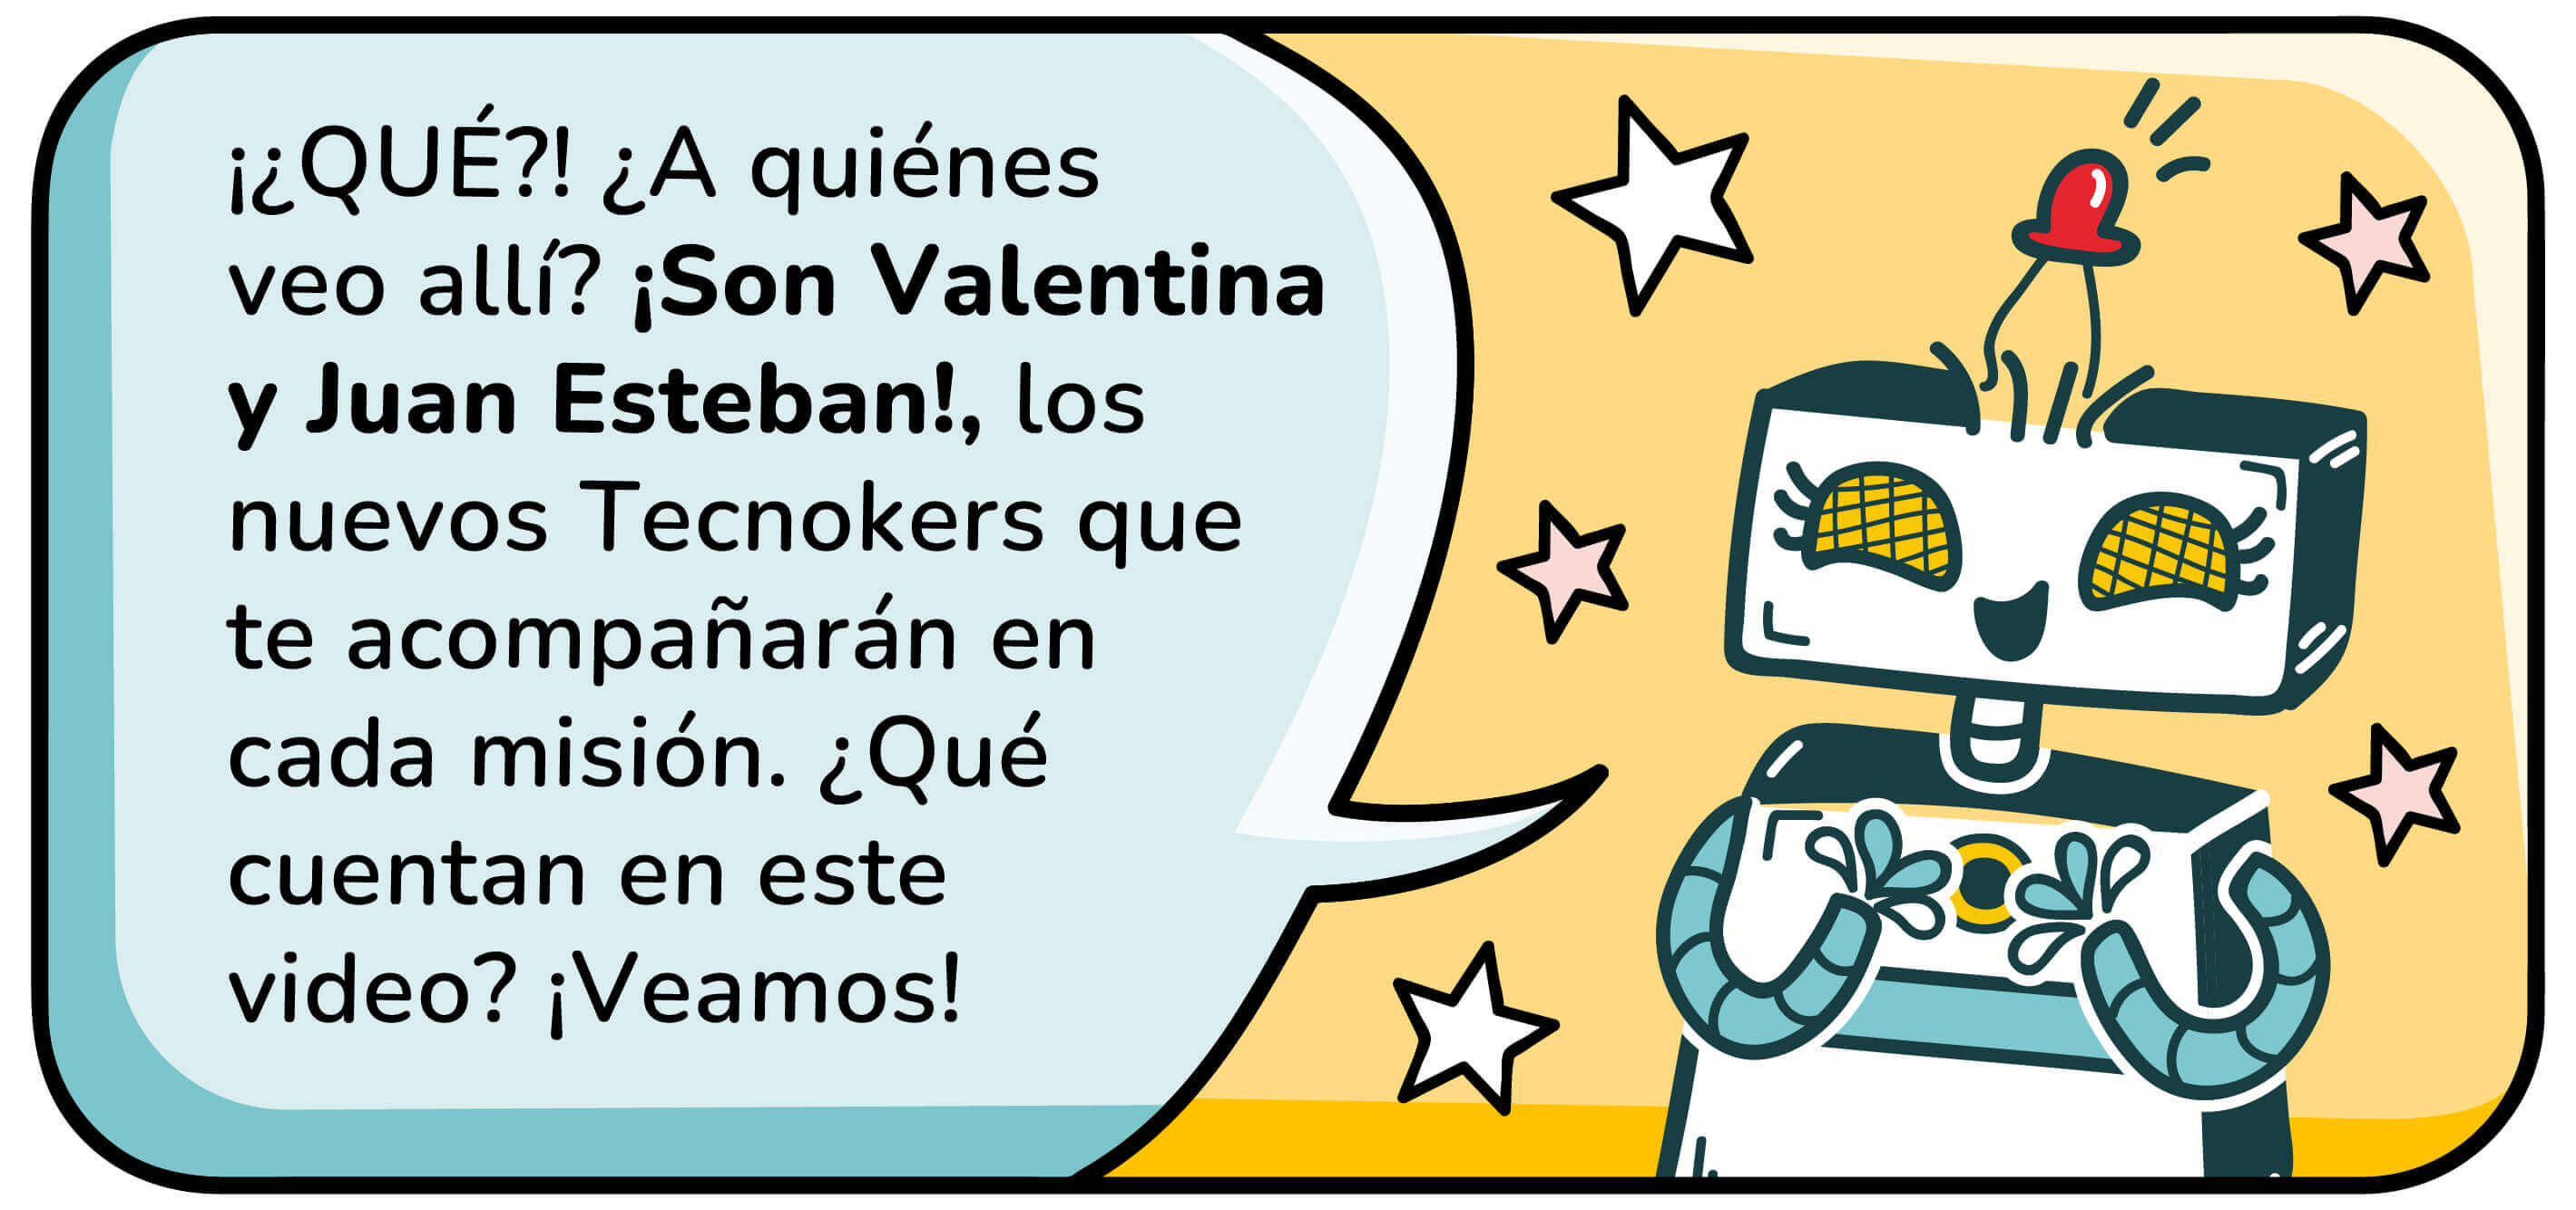 ¡¿QUÉ?! ¿A quiénes
veo allí? ¡Son Valentina
y Juan Esteban!, los
nuevos Tecnokers que
te acompañarán en
cada misión. ¿Qué
cuentan en este
video? ¡Veamos!